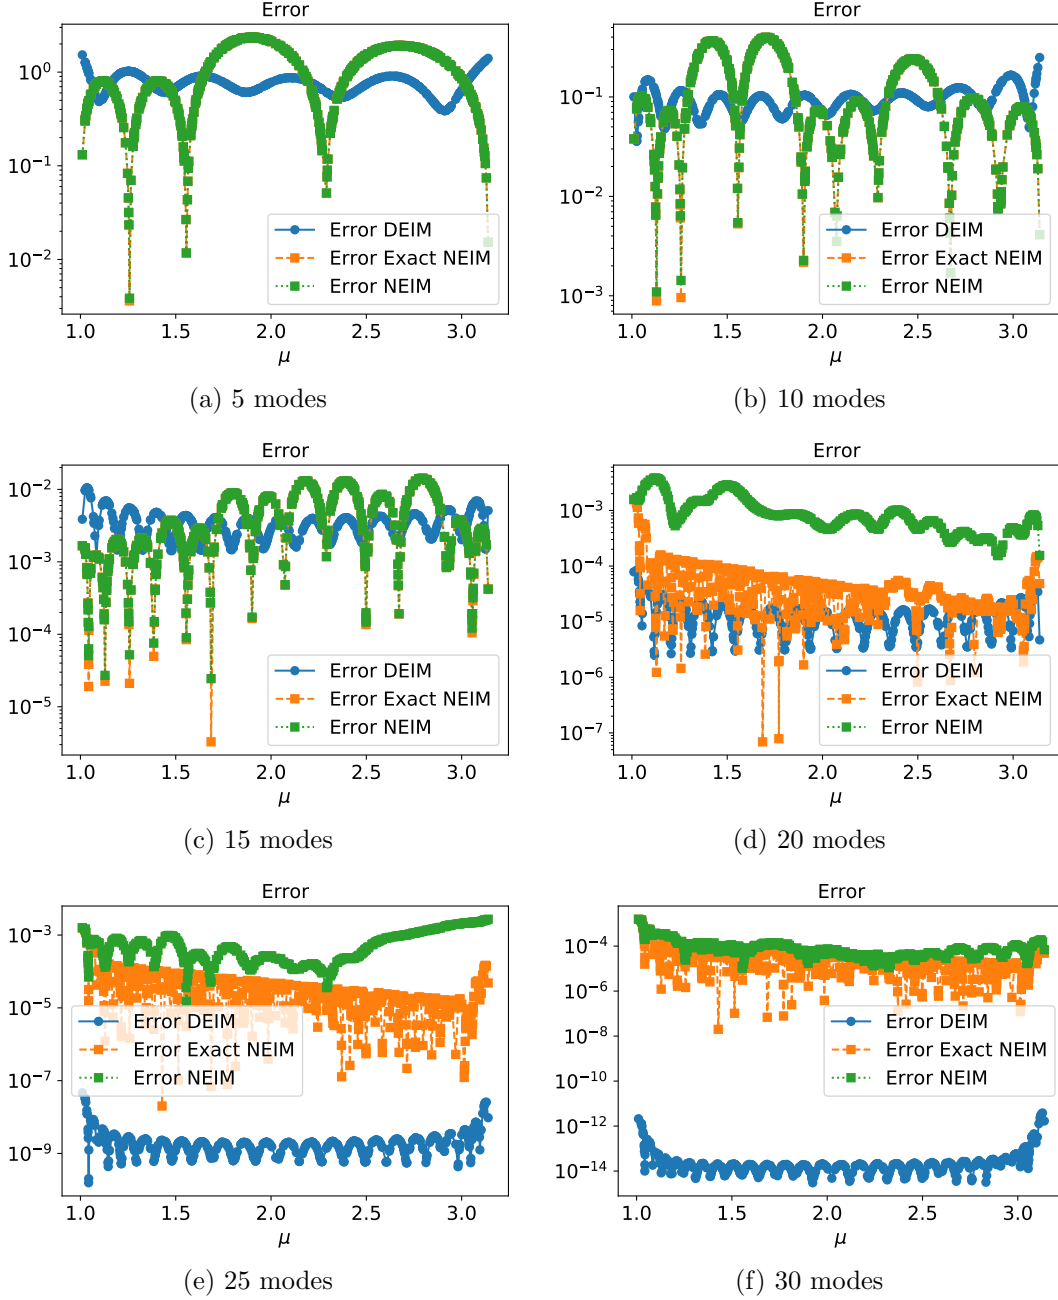 Error
10⁰
10⁻¹
10⁻²
Error DEIM
Error Exact NEIM
Error NEIM
1.0 1.5 2.0 2.5 3.0
μ
(a) 5 modes
Error
10⁻¹
10⁻²
10⁻³
Error DEIM
Error Exact NEIM
Error NEIM
1.0 1.5 2.0 2.5 3.0
μ
(b) 10 modes
Error
10⁻²
10⁻³
10⁻⁴
10⁻⁵
Error DEIM
Error Exact NEIM
Error NEIM
1.0 1.5 2.0 2.5 3.0
μ
(c) 15 modes
Error
10⁻³
10⁻⁴
10⁻⁵
10⁻⁶
10⁻⁷
Error DEIM
Error Exact NEIM
Error NEIM
1.0 1.5 2.0 2.5 3.0
μ
(d) 20 modes
Error
10⁻³
10⁻⁵
10⁻⁷
10⁻⁹
Error DEIM
Error Exact NEIM
Error NEIM
1.0 1.5 2.0 2.5 3.0
μ
(e) 25 modes
Error
10⁻⁴
10⁻⁶
10⁻⁸
10⁻¹⁰
10⁻¹²
10⁻¹⁴
Error DEIM
Error Exact NEIM
Error NEIM
1.0 1.5 2.0 2.5 3.0
μ
(f) 30 modes